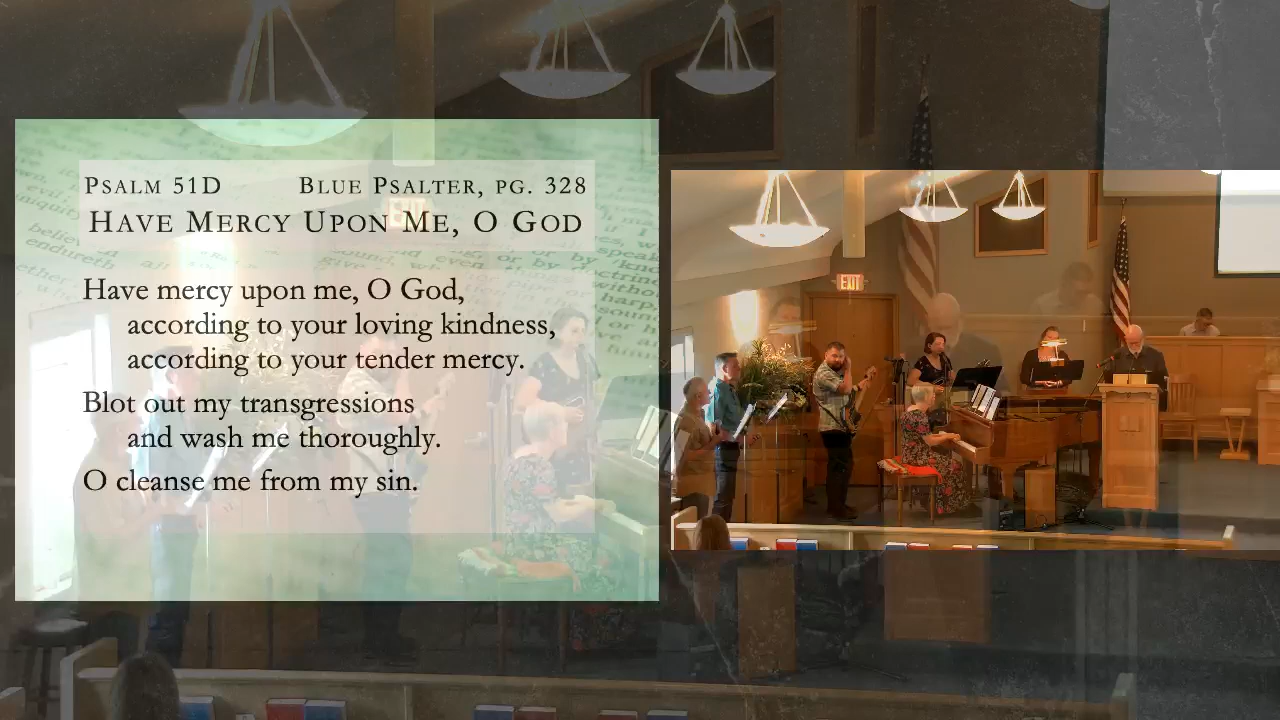 PSALM 51D BLUE PSALTER, PG. 328
HAVE MERCY UPON ME, O GOD
Have mercy upon me, O God,
according to your loving kindness,
according to your tender mercy.
Blot out my transgressions
and wash me thoroughly.
O cleanse me from my sin.
EXIT